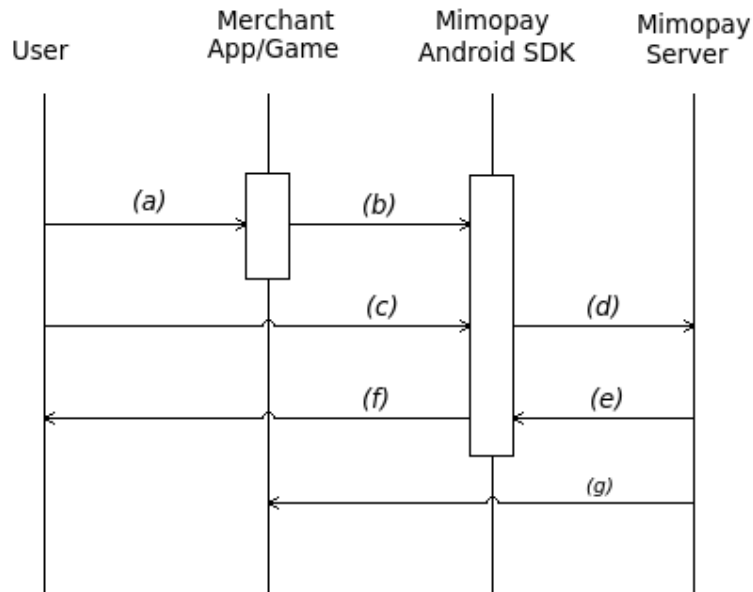 User
Merchant
App/Game
Mimopay
Android SDK
Mimopay
Server
(a)
(b)
(c)
(d)
(f)
(e)
(g)